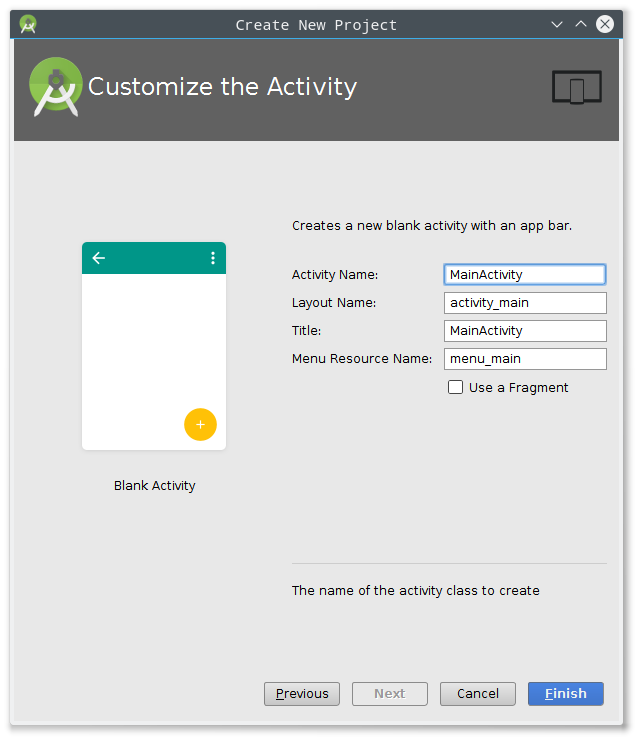 Create New Project
Customize the Activity
Creates a new blank activity with an app bar.
Activity Name: MainActivity
Layout Name: activity_main
Title: MainActivity
Menu Resource Name: menu_main
Use a Fragment
Blank Activity
The name of the activity class to create
Previous Next Cancel Finish